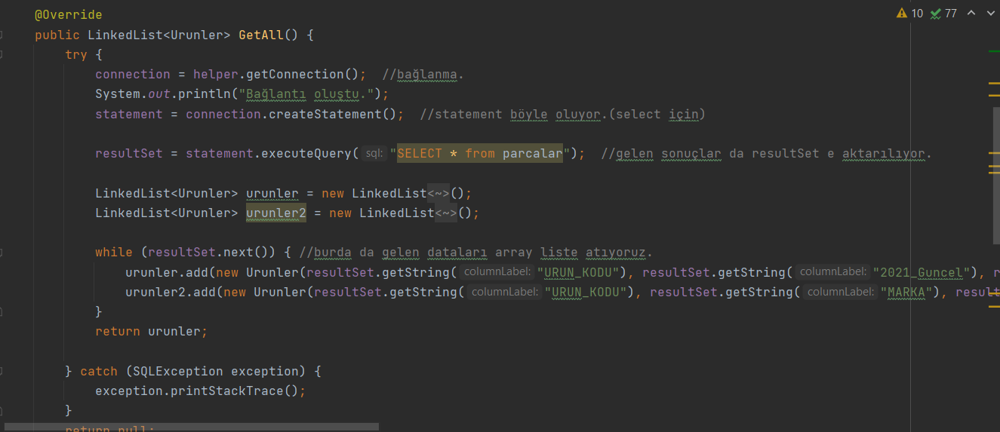 10 77
@Override
public LinkedList<Urunler> GetAll() {
try {
connection = helper.getConnection();  //bağlanma.
System.out.println("Bağlantı oluştu.");
statement = connection.createStatement();  //statement böyle oluyor.(select için)
resultSet = statement.executeQuery( sql: "SELECT * from parcalar");  //gelen sonuçlar da resultSet e aktarılıyor.
LinkedList<Urunler> urunler = new LinkedList<~>();
LinkedList<Urunler> urunler2 = new LinkedList<~>();
while (resultSet.next()) { //burda da gelen dataları array liste atıyoruz.
urunler.add(new Urunler(resultSet.getString( columnLabel: "URUN_KODU"), resultSet.getString( columnLabel: "2021_Guncel"), r
urunler2.add(new Urunler(resultSet.getString( columnLabel: "URUN_KODU"), resultSet.getString( columnLabel: "MARKA"), result
}
return urunler;
} catch (SQLException exception) {
exception.printStackTrace();
}
return null;